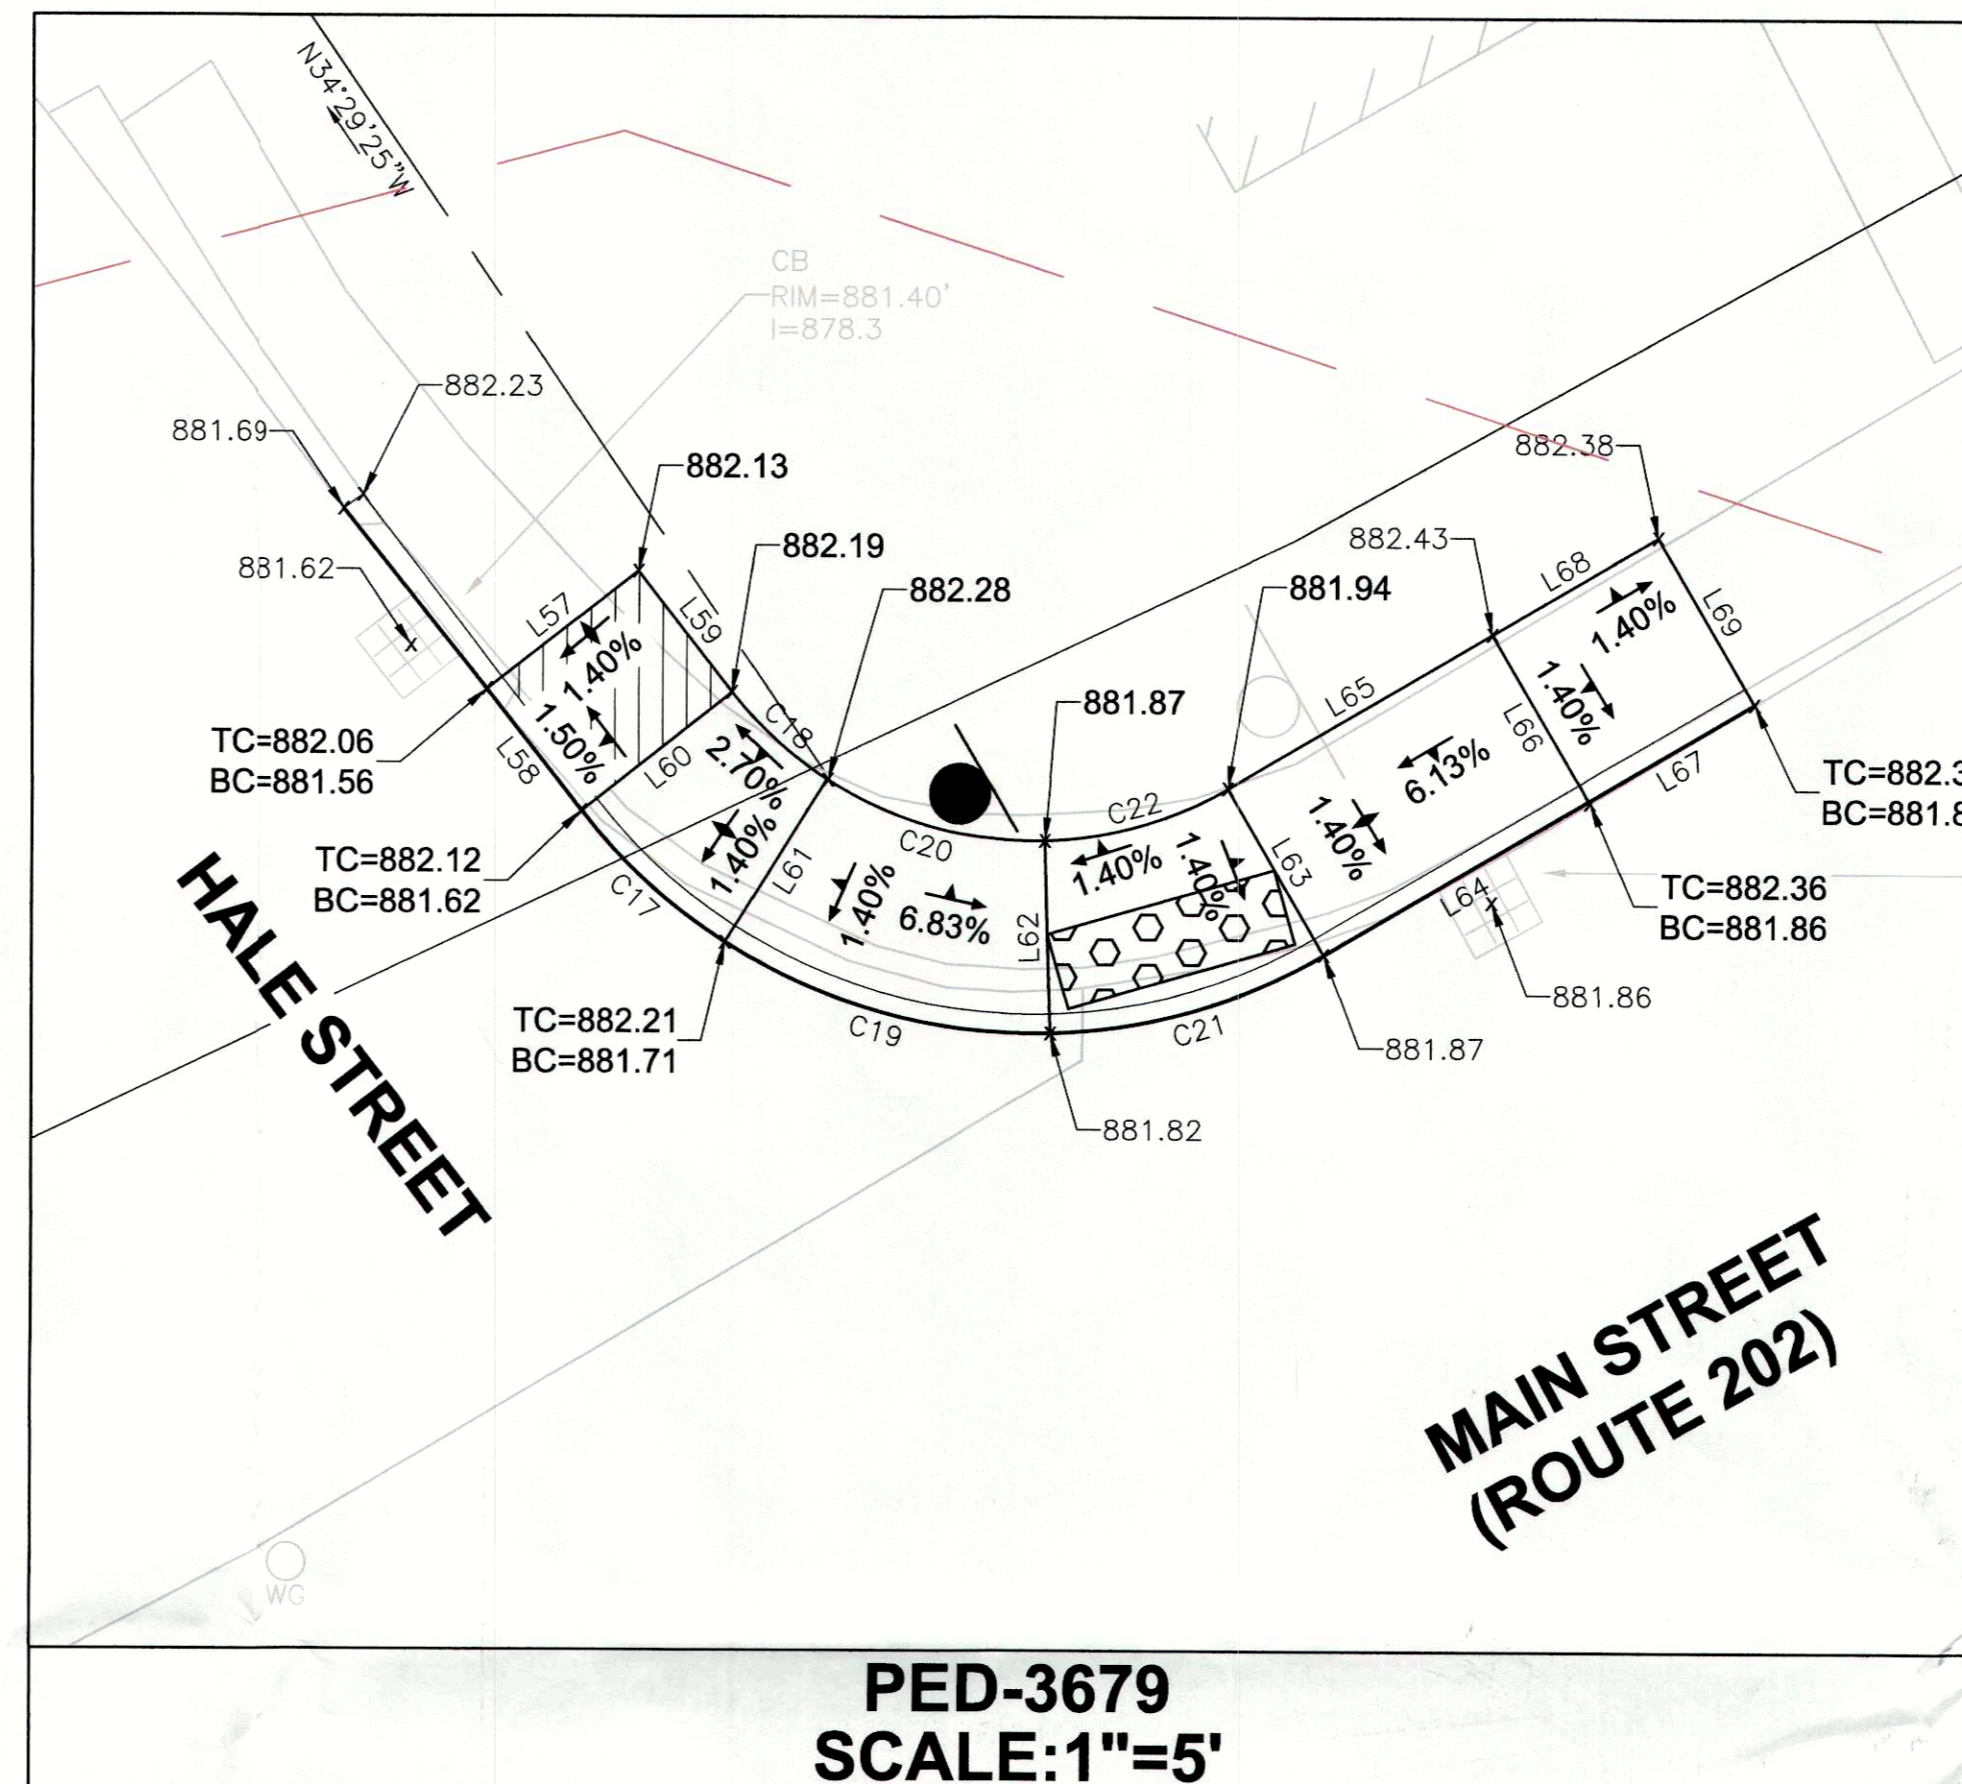 N34°29'25"W
CB
RIM=881.40'
I=878.3
882.23
881.69
882.13
882.38
881.62
882.19
882.43
882.28
881.94
L57
L59
L68
L69
1.40%
1.40%
1.40%
881.87
L65
L66
C18
1.50%
L58
L60
2.70%
6.13%
TC=882.06
BC=881.56
L67
TC=882.3
BC=881.8
C20
C22
1.40%
1.40%
L63
1.40%
1.40%
L61
TC=882.12
BC=881.62
C17
1.40%
6.83%
L62
L64
TC=882.36
BC=881.86
HALE STREET
881.86
TC=882.21
BC=881.71
C19
C21
881.87
881.82
MAIN STREET
(ROUTE 202)
WG
PED-3679
SCALE:1"=5'